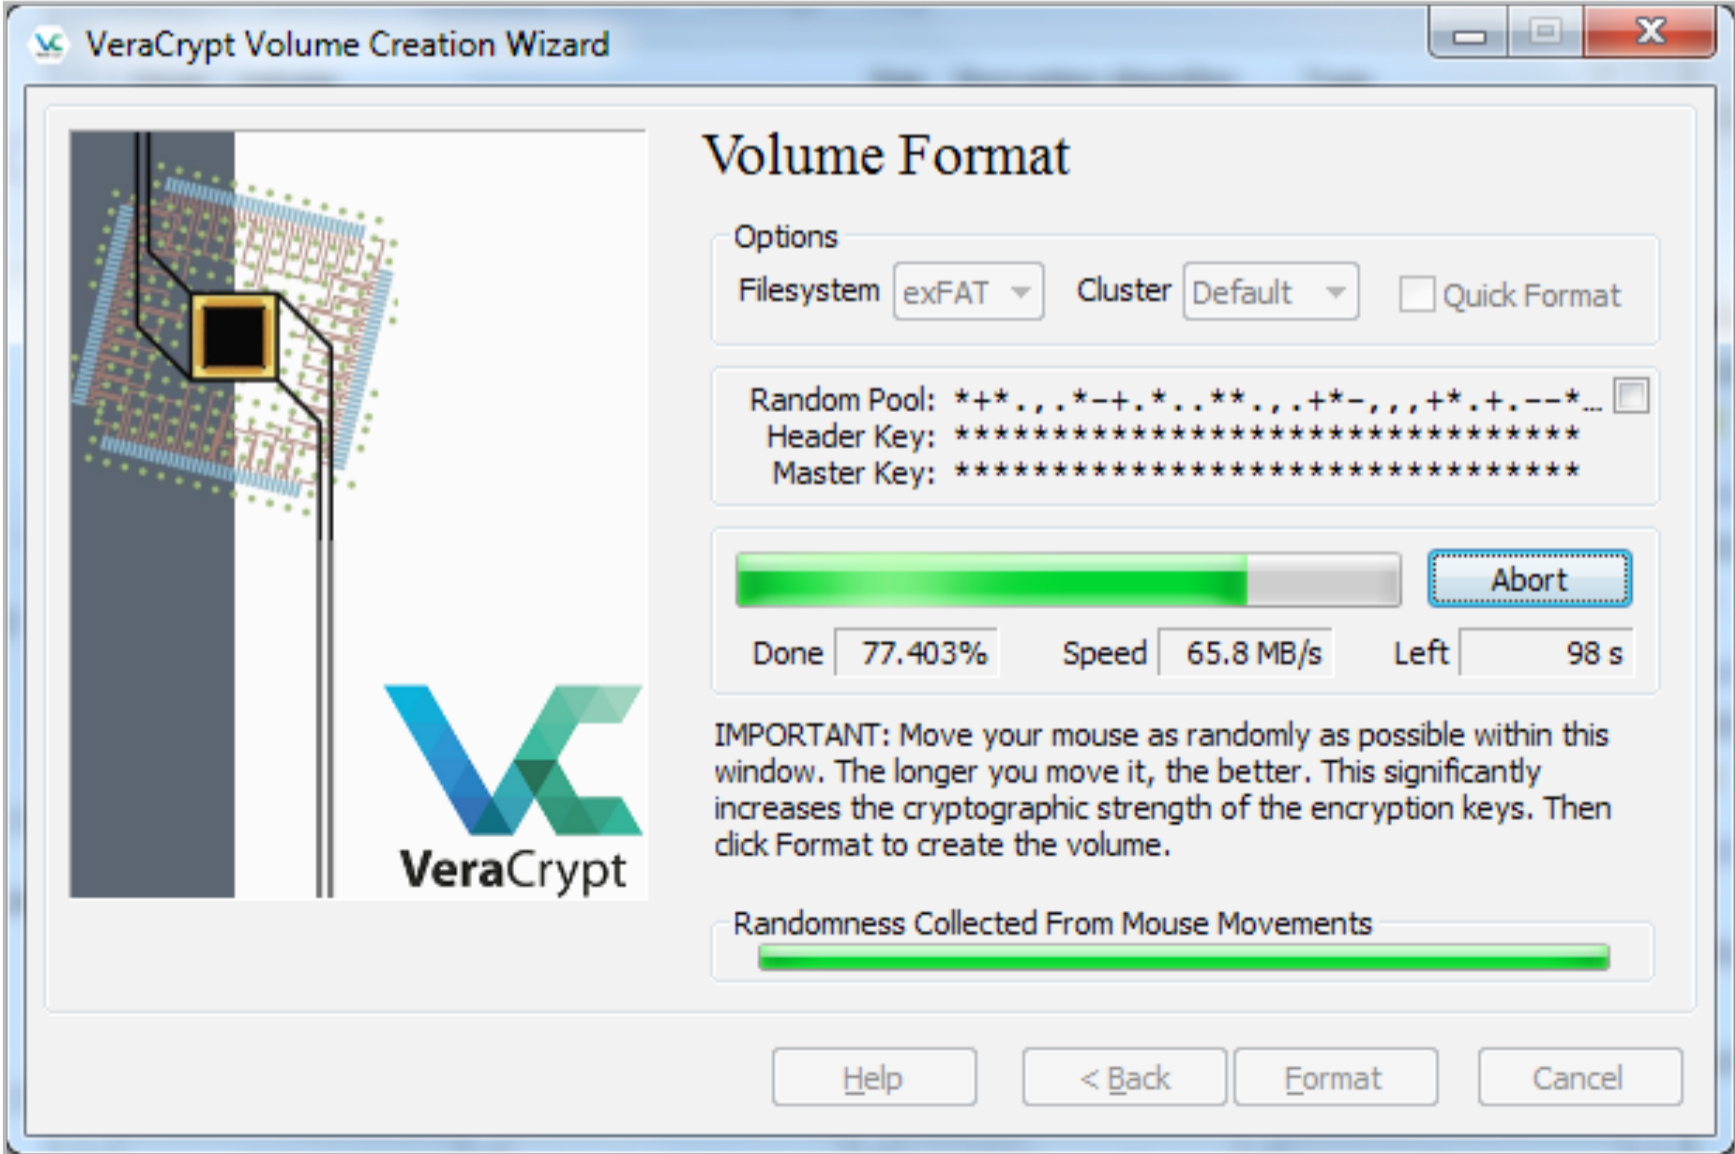 VeraCrypt Volume Creation Wizard
Volume Format
Options
Filesystem exFAT Cluster Default Quick Format
Random Pool: *+*.,.*-+.*..**.,.+*-,,,+*.+.--*...
Header Key: ********************************
Master Key: ********************************
Abort
Done 77.403% Speed 65.8 MB/s Left 98 s
IMPORTANT: Move your mouse as randomly as possible within this
window. The longer you move it, the better. This significantly
increases the cryptographic strength of the encryption keys. Then
click Format to create the volume.
VeraCrypt
Randomness Collected From Mouse Movements
Help < Back Format Cancel